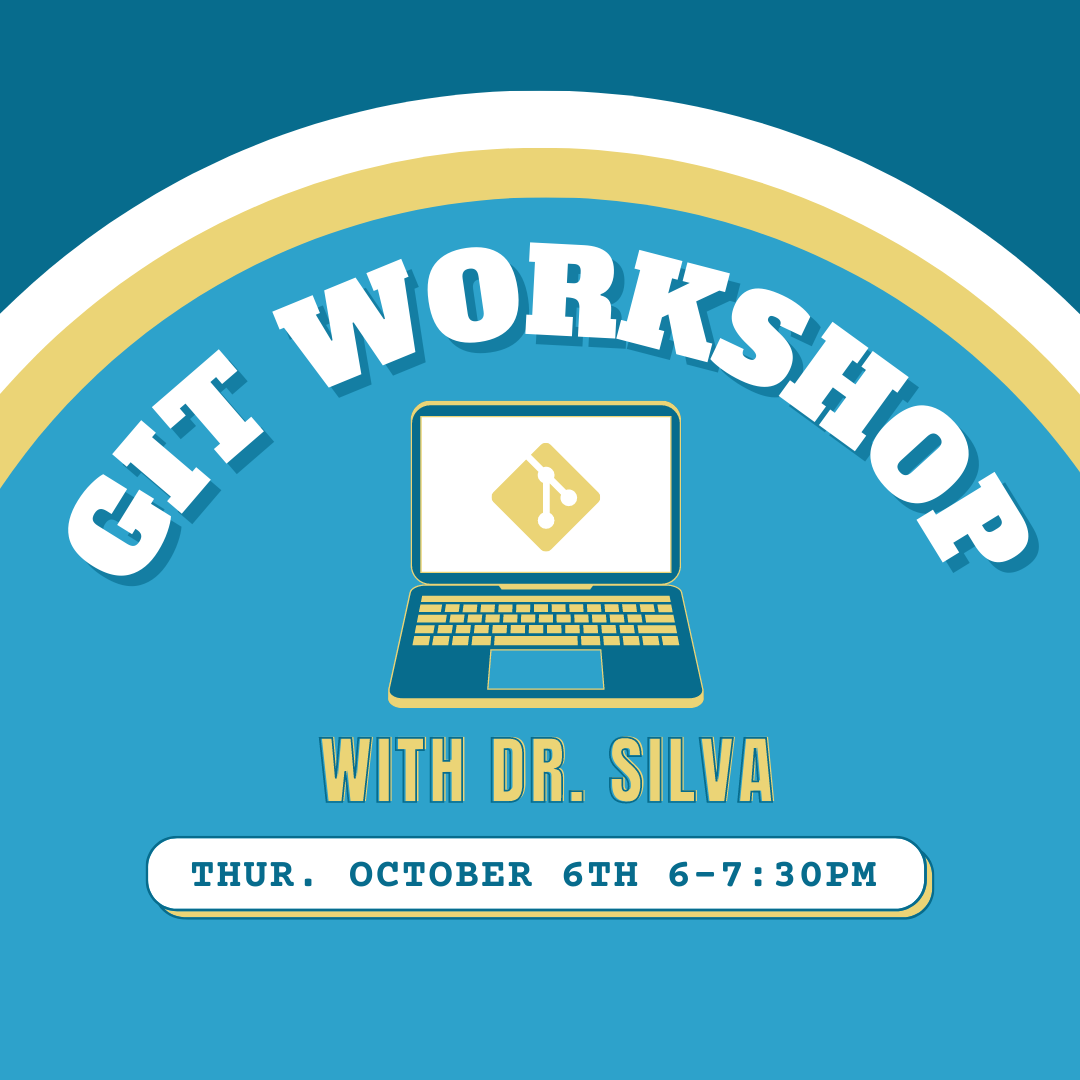 GIT WORKSHOP
WITH DR. SILVA
THUR. OCTOBER 6TH 6-7:30PM